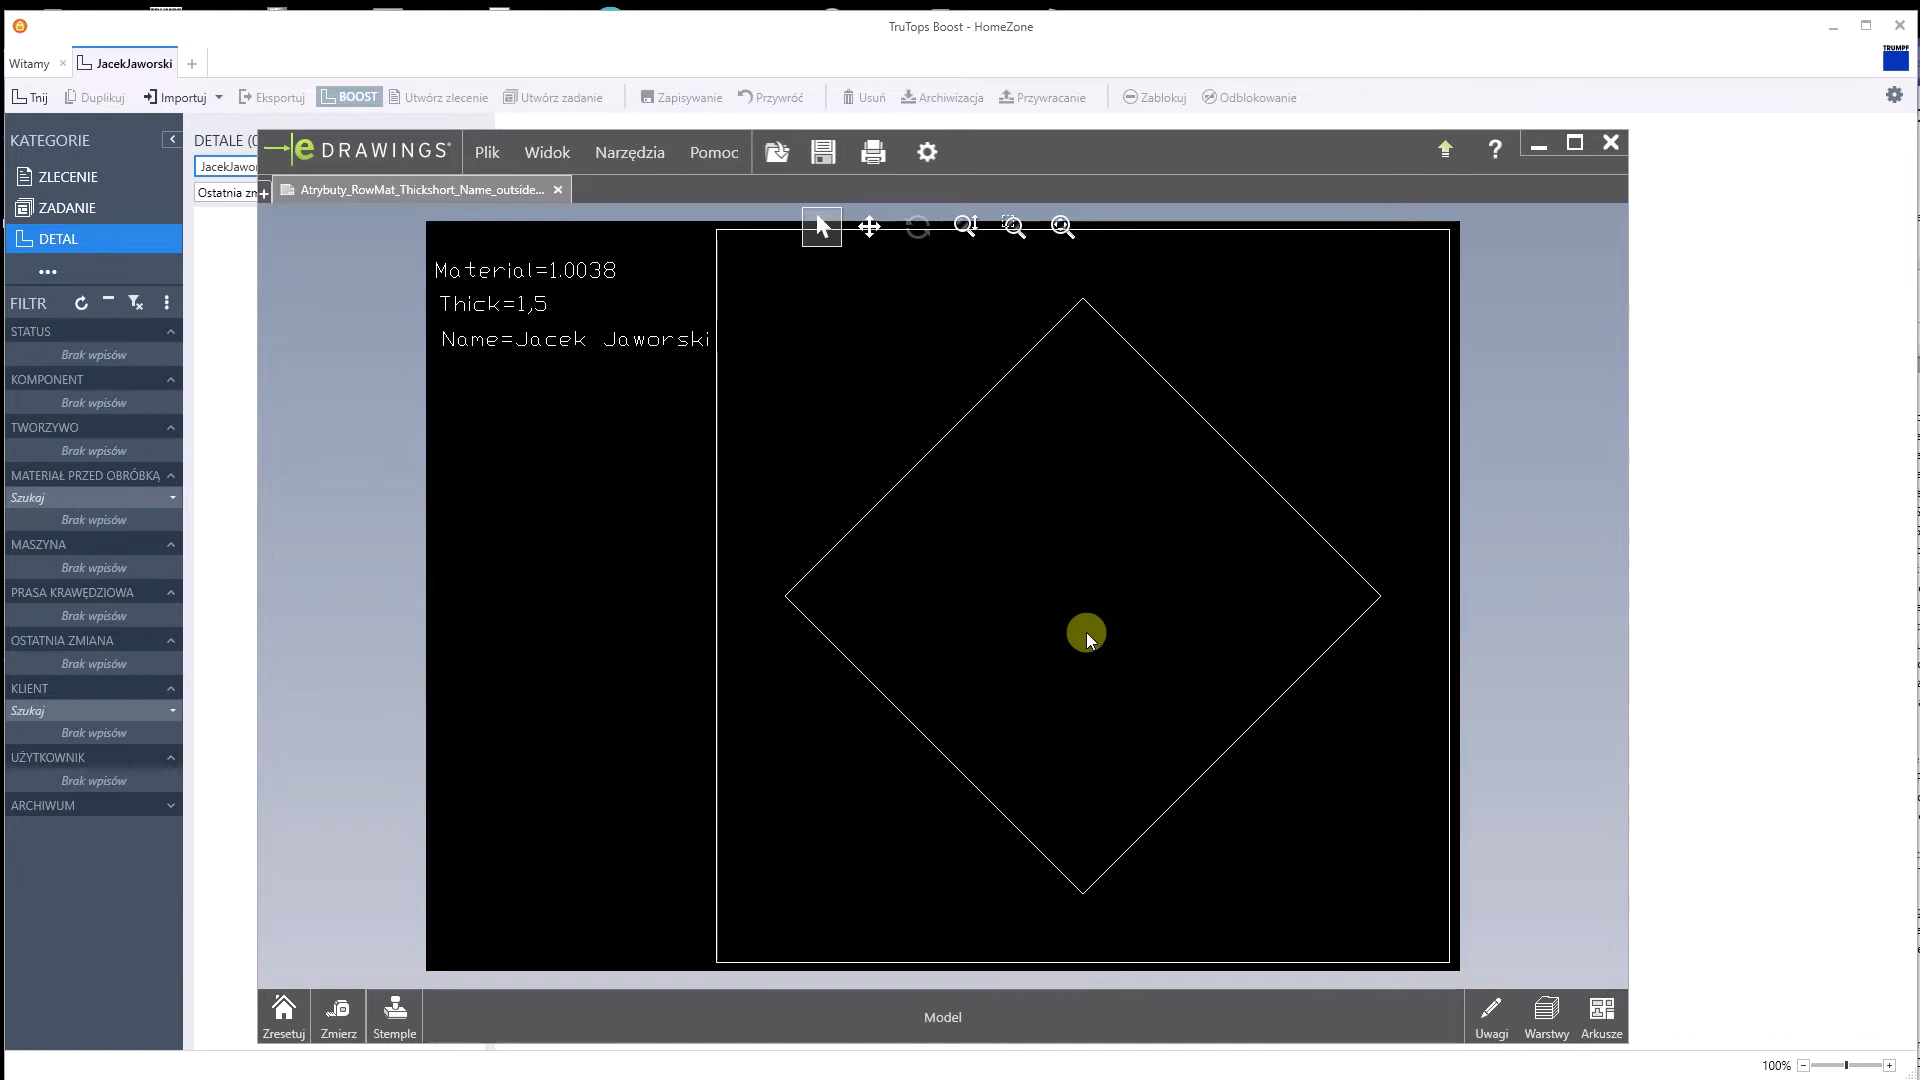 TruTops Boost - HomeZone
Witamy
JacekJaworski
TRUMPF
Tnij
Duplikuj
Importuj
Eksportuj
BOOST
Utwórz zlecenie
Utwórz zadanie
Zapisywanie
Przywróć
Usuń
Archiwizacja
Przywracanie
Zablokuj
Odblokowanie
KATEGORIE
ZLECENIE
ZADANIE
DETAL
FILTR
STATUS
Brak wpisów
KOMPONENT
Brak wpisów
TWORZYWO
Brak wpisów
MATERIAŁ PRZED OBRÓBKĄ
Szukaj
Brak wpisów
MASZYNA
Brak wpisów
PRASA KRAWĘDZIOWA
Brak wpisów
OSTATNIA ZMIANA
Brak wpisów
KLIENT
Szukaj
Brak wpisów
UŻYTKOWNIK
Brak wpisów
ARCHIWUM
DETALE (
JacekJawo
Ostatnia
eDRAWINGS
Plik
Widok
Narzędzia
Pomoc
?
Atrybuty_RowMat_Thickshort_Name_outside...
Material=1.0038
Thick=1,5
Name=Jacek Jaworski
Zresetuj
Zmierz
Stemple
Model
Uwagi
Warstwy
Arkusze
100%